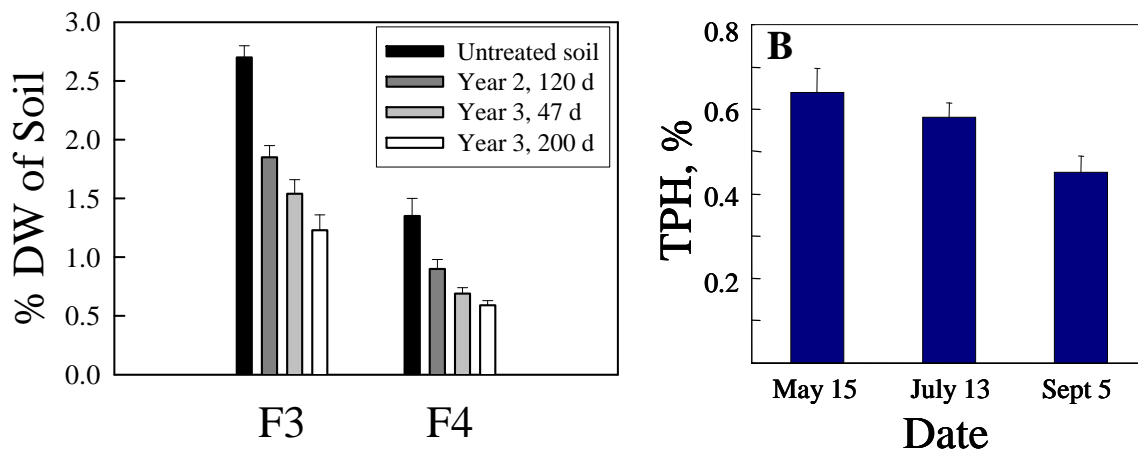 % DW of Soil
3.0
2.5
2.0
1.5
1.0
0.5
0.0
Untreated soil
Year 2, 120 d
Year 3, 47 d
Year 3, 200 d
F3
F4
B
TPH, %
0.8
0.6
0.4
0.2
May 15
July 13
Sept 5
Date